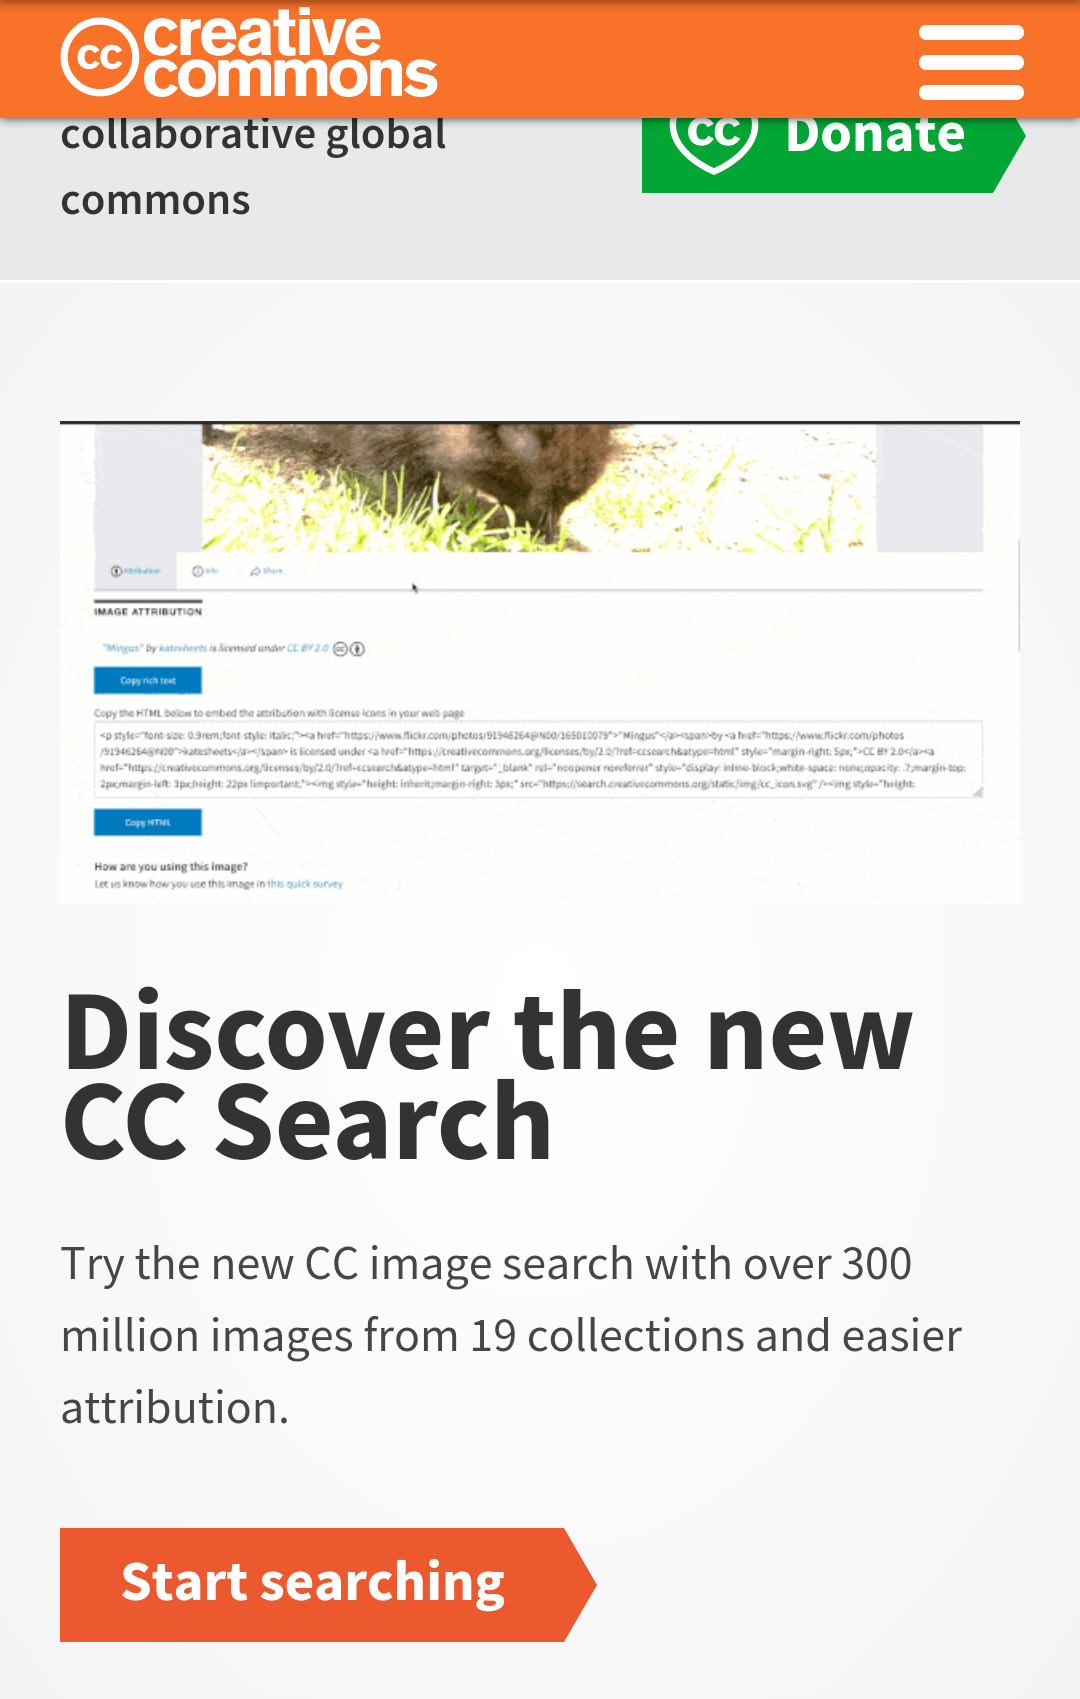 cc creative
commons
collaborative global
commons
cc Donate
Attribution Info Share
IMAGE ATTRIBUTION
"Mingus" by katesheets is licensed under CC BY 2.0
Copy rich text
Copy the HTML below to embed the attribution with license icons in your web page
<p style="font-size: 0.9rem;font-style: italic;"><a href="https://www.flickr.com/photos/91946264@N00/165010079">"Mingus"</a><span>by <a href="https://www.flickr.com/photos
/91946264@N00">katesheets</a></span> is licensed under <a href="https://creativecommons.org/licenses/by/2.0/?ref=ccsearch&atype=html" style="margin-right: 5px;">CC BY 2.0</a><a
href="https://creativecommons.org/licenses/by/2.0/?ref=ccsearch&atype=html" target="_blank" rel="noopener noreferrer" style="display: inline-block;white-space: none;opacity: .7;margin-top:
2px;margin-left: 3px;height: 22px !important;"><img style="height: inherit;margin-right: 3px;" src="https://search.creativecommons.org/static/img/cc_icon.svg" /><img style="height:
Copy HTML
How are you using this image?
Let us know how you use this image in this quick survey
Discover the new
CC Search
Try the new CC image search with over 300
million images from 19 collections and easier
attribution.
Start searching